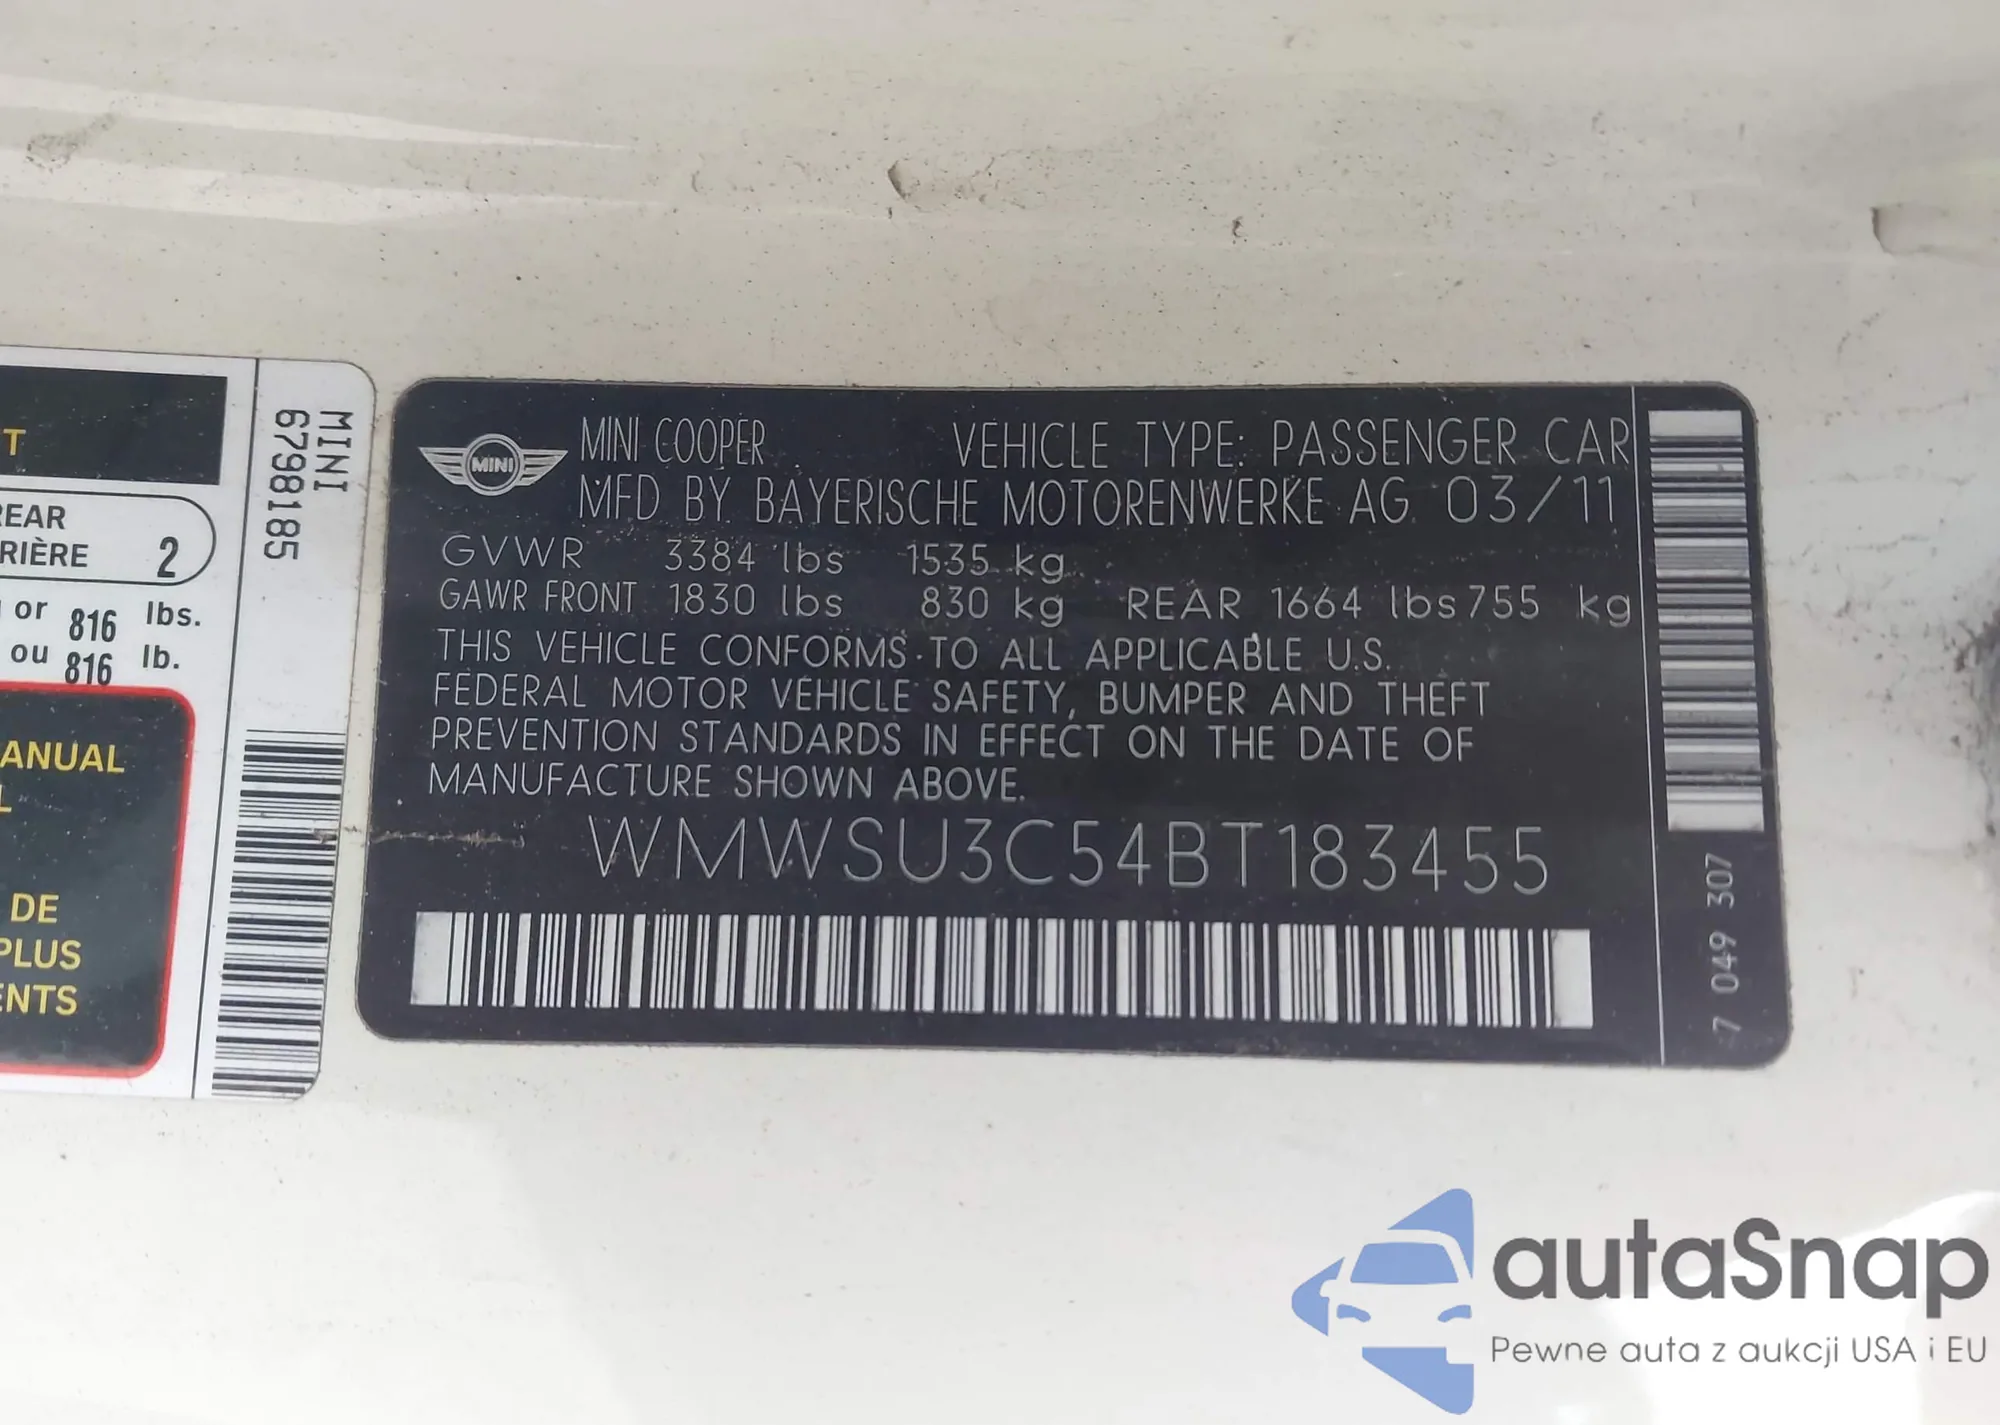 T
REAR
RIÈRE 2
or 816 lbs.
ou 816 lb.
ANUAL
L
DE
PLUS
ENTS
MINI
6798185
MINI
MINI COOPER VEHICLE TYPE: PASSENGER CAR
MFD BY BAYERISCHE MOTORENWERKE AG 03/11
GVWR 3384 lbs 1535 kg
GAWR FRONT 1830 lbs 830 kg REAR 1664 lbs 755 kg
THIS VEHICLE CONFORMS TO ALL APPLICABLE U.S.
FEDERAL MOTOR VEHICLE SAFETY, BUMPER AND THEFT
PREVENTION STANDARDS IN EFFECT ON THE DATE OF
MANUFACTURE SHOWN ABOVE.
WMWSU3C54BT183455
7 049 307
autaSnap
Pewne auta z aukcji USA i EU